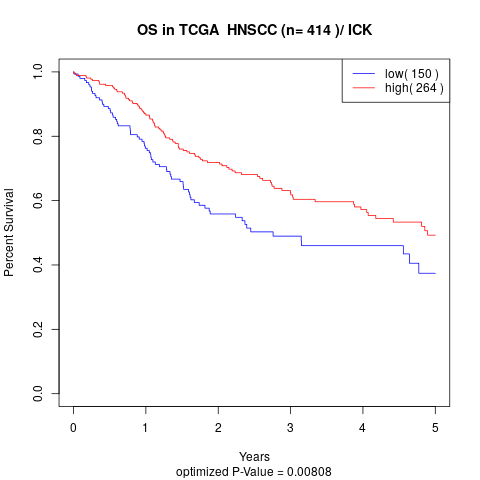 OS in TCGA  HNSCC (n= 414 )/ ICK
low( 150 )
high( 264 )
Percent Survival
1.0
0.8
0.6
0.4
0.2
0.0
0 1 2 3 4 5
Years
optimized P-Value = 0.00808